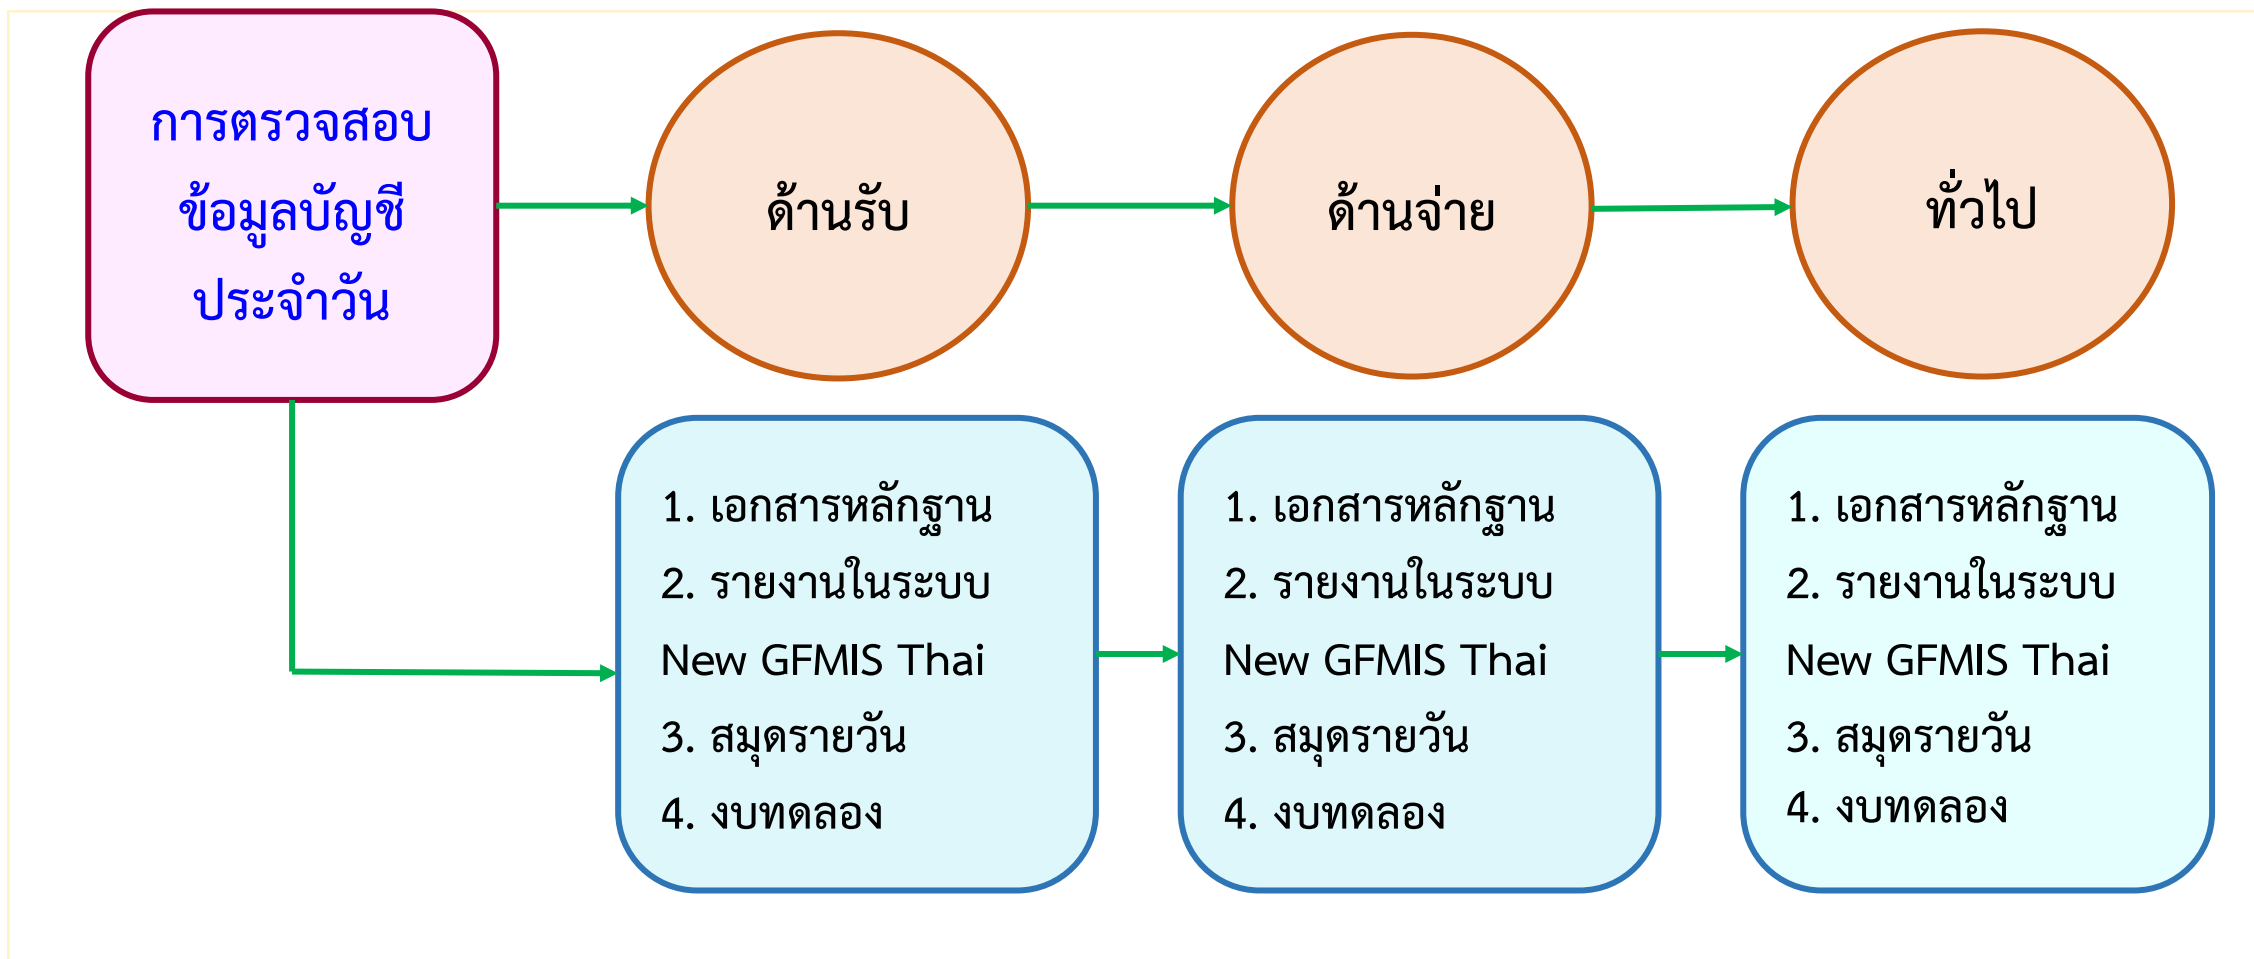 การตรวจสอบ
ข้อมูลบัญชี
ประจำวัน
ด้านรับ
ด้านจ่าย
ทั่วไป
1. เอกสารหลักฐาน
2. รายงานในระบบ
New GFMIS Thai
3. สมุดรายวัน
4. งบทดลอง
1. เอกสารหลักฐาน
2. รายงานในระบบ
New GFMIS Thai
3. สมุดรายวัน
4. งบทดลอง
1. เอกสารหลักฐาน
2. รายงานในระบบ
New GFMIS Thai
3. สมุดรายวัน
4. งบทดลอง